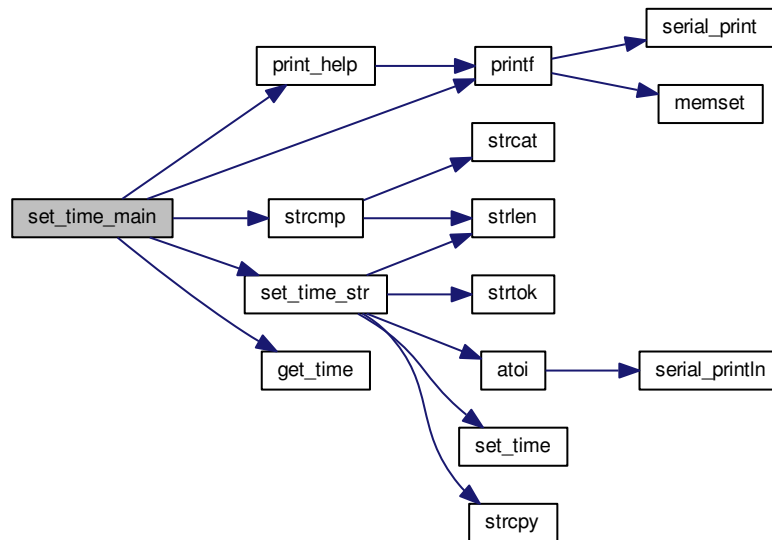 serial_print
print_help
printf
memset
strcat
set_time_main
strcmp
strlen
set_time_str
strtok
get_time
atoi
serial_println
set_time
strcpy